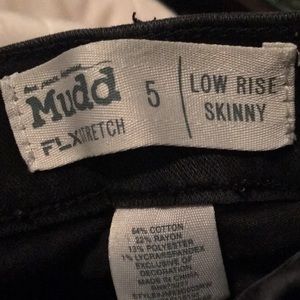 Mudd
FLX STRETCH
5
LOW RISE
SKINNY
64% COTTON
22% RAYON
13% POLYESTER
1% LYCRA/SPANDEX
EXCLUSIVE OF
DECORATION
MADE IN CHINA